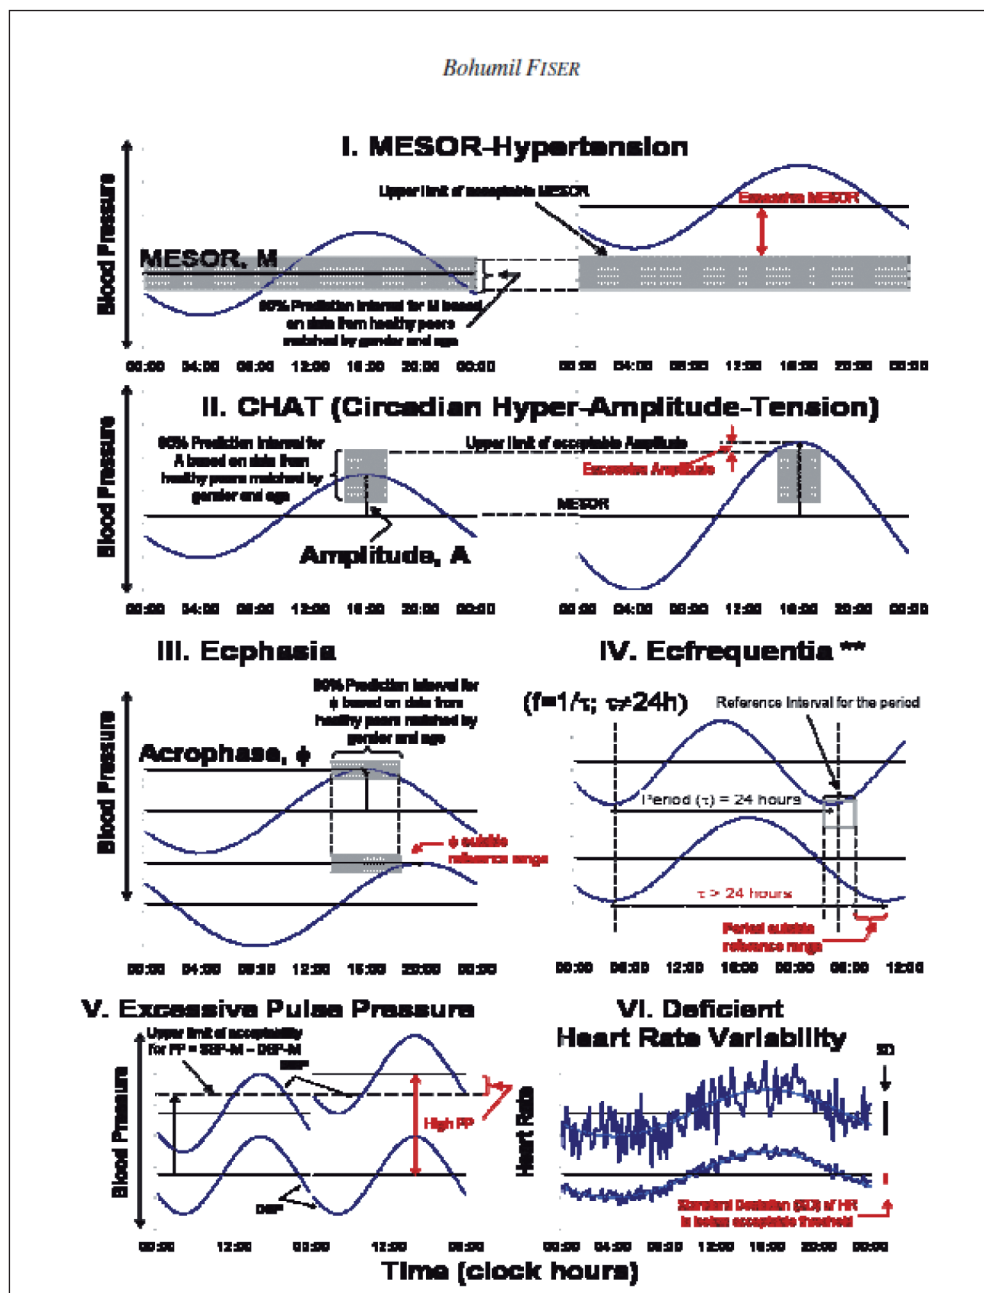 Bohumil FISER
I. MESOR-Hypertension
Upper limit of acceptable MESOR
Excessive MESOR
Blood Pressure
MESOR, M
90% Prediction Interval for M based
on data from healthy peers
matched by gender and age
00:00 04:00 08:00 12:00 16:00 20:00 00:00
00:00 04:00 08:00 12:00 16:00 20:00 00:00
II. CHAT (Circadian Hyper-Amplitude-Tension)
90% Prediction Interval for
A based on data from
healthy peers matched by
gender and age
Upper limit of acceptable Amplitude
Excessive Amplitude
Blood Pressure
MESOR
Amplitude, A
00:00 04:00 08:00 12:00 16:00 20:00 00:00
00:00 04:00 08:00 12:00 16:00 20:00 00:00
III. Ecphasia
90% Prediction Interval for
ϕ based on data from
healthy peers matched by
gender and age
Acrophase, ϕ
Blood Pressure
ϕ outside
reference range
00:00 04:00 08:00 12:00 16:00 20:00 00:00
IV. Ecfrequentia **
(f=1/τ; τ≠24h)
Reference Interval for the period
Period (τ) = 24 hours
τ > 24 hours
Period outside
reference range
00:00 06:00 12:00 18:00 00:00 06:00 12:00
V. Excessive Pulse Pressure
Upper limit of acceptability
for PP = SBP-M – DBP-M
SBP
Blood Pressure
High PP
DBP
00:00 12:00 00:00 12:00 00:00
VI. Deficient
Heart Rate Variability
SD
Heart Rate
Standard Deviation (SD) of HR
is below acceptable threshold
00:00 04:00 08:00 12:00 16:00 20:00 00:00
Time (clock hours)